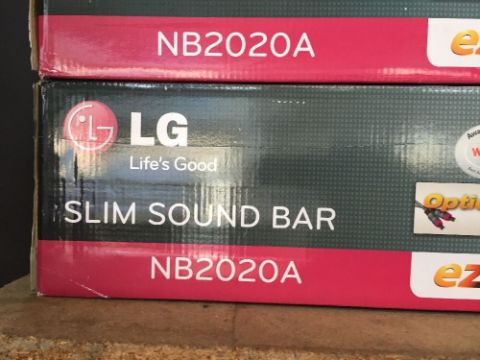 NB2020A
LG
Life's Good
SLIM SOUND BAR
NB2020A